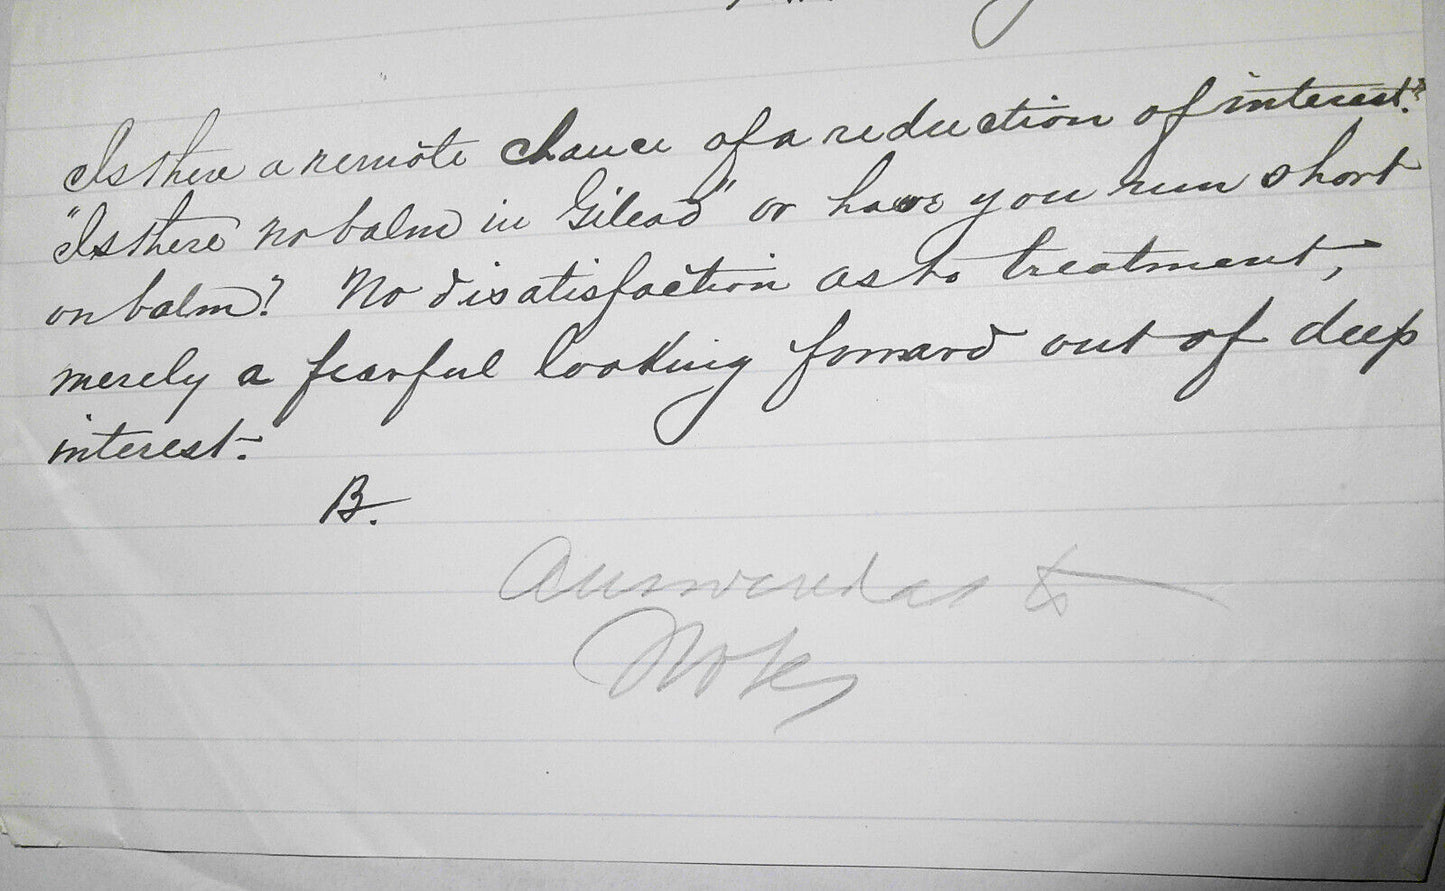 Is there a remote chance of a reduction of interest?
"Is there no balm in Gilead" or have you run short
on balm? No disatisfaction as to treatment,
merely a fearful looking forward out of deep
interest.
B.
Answered as to
Notes